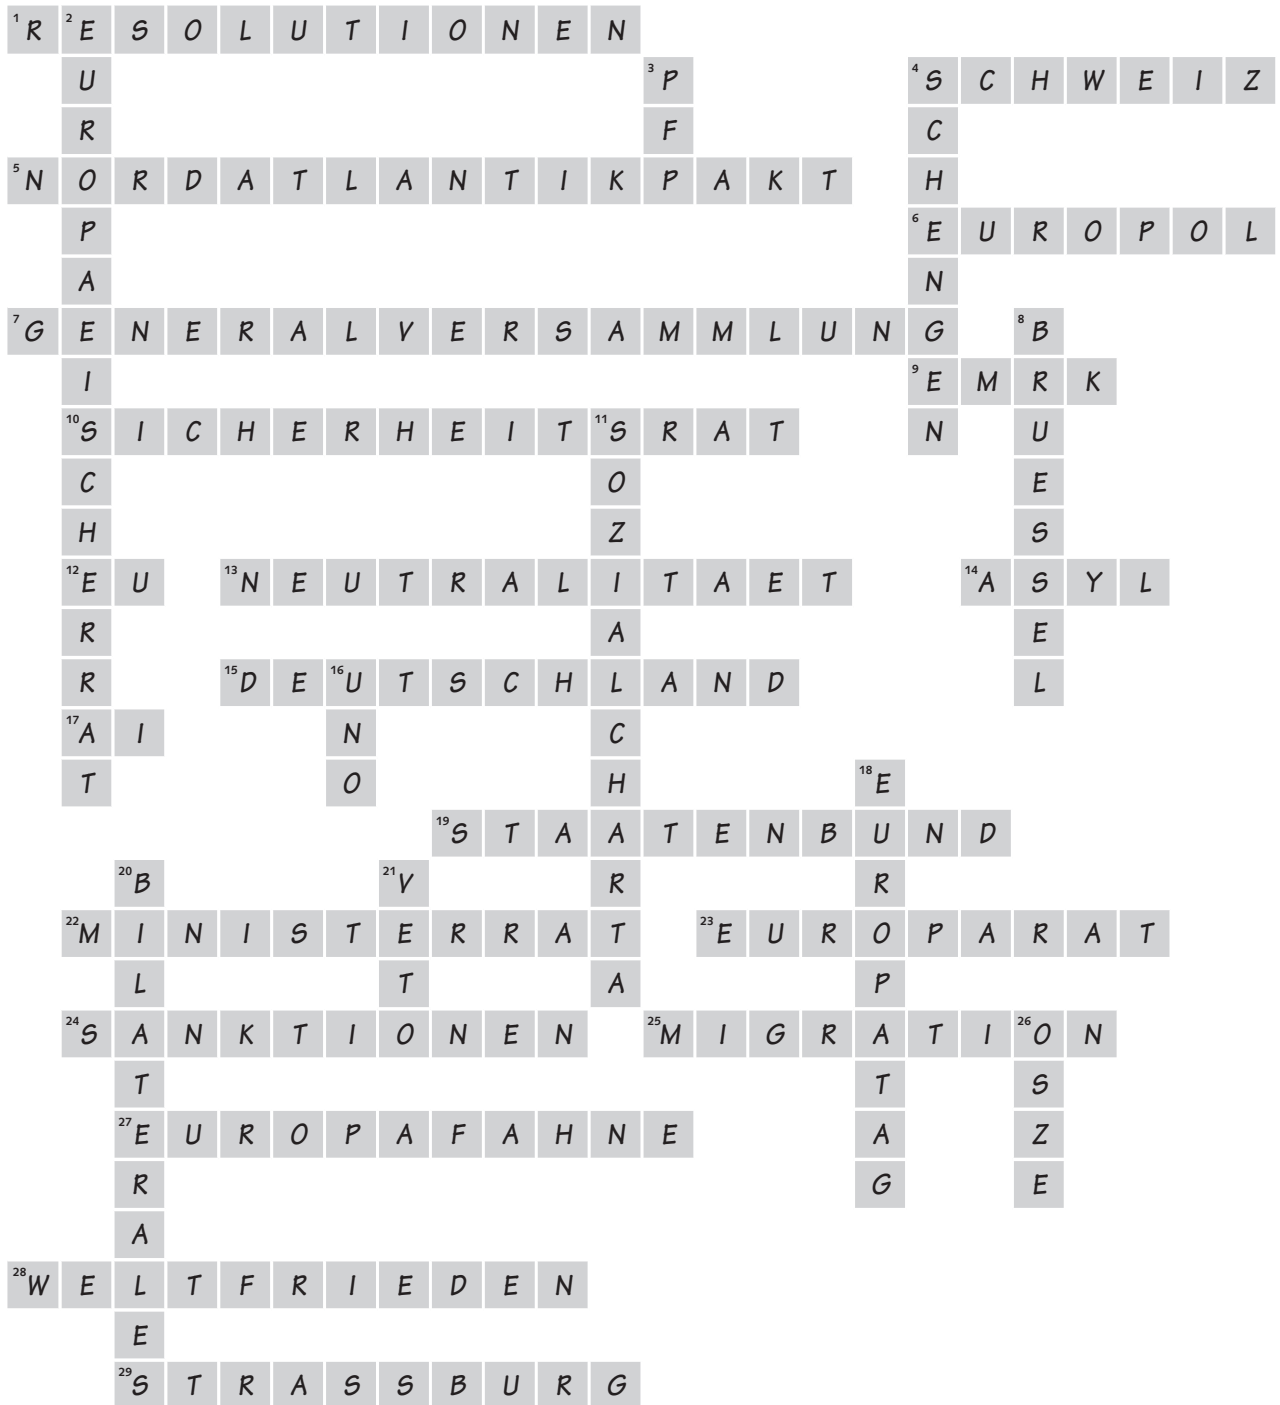 1 R 2 E S O L U T I O N E N
U 3 P 4 S C H W E I Z
R F C
5 N O R D A T L A N T I K P A K T H
P 6 E U R O P O L
A N
7 G E N E R A L V E R S A M M L U N G 8 B
I 9 E M R K
10 S I C H E R H E I T 11 S R A T N U
C O E
H Z S
12 E U 13 N E U T R A L I T A E T 14 A S Y L
R A E
R 15 D E 16 U T S C H L A N D L
17 A I N C
T O H 18 E
19 S T A A T E N B U N D
20 B 21 V R R
22 M I N I S T E R R A T 23 E U R O P A R A T
L T A P
24 S A N K T I O N E N 25 M I G R A T I 26 O N
T T S
27 E U R O P A F A H N E A Z
R G E
A
28 W E L T F R I E D E N
E
29 S T R A S S B U R G